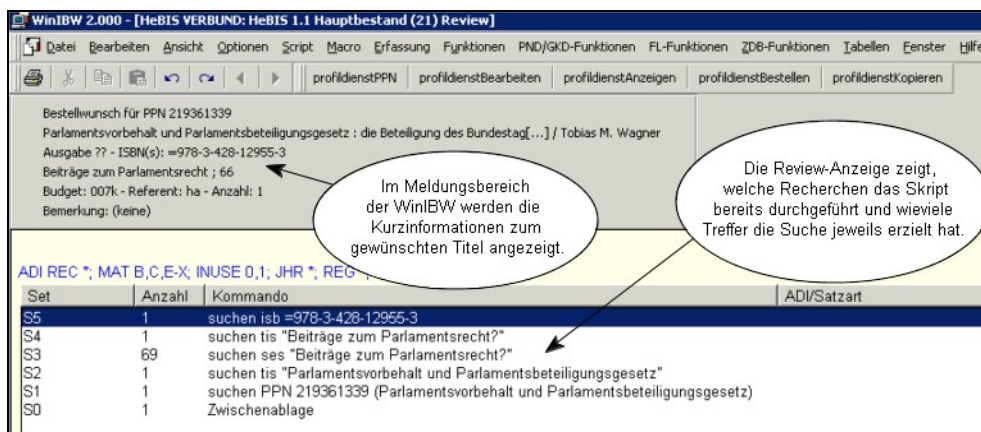 WinIBW 2.000 - [HeBIS VERBUND: HeBIS 1.1 Hauptbestand (21) Review]
Datei Bearbeiten Ansicht Optionen Script Macro Erfassung Funktionen PND/GKD-Funktionen FL-Funktionen ZDB-Funktionen Tabellen Fenster Hilfe
profildienstPPN profildienstBearbeiten profildienstAnzeigen profildienstBestellen profildienstKopieren
Bestellwunsch für PPN 219361339
Parlamentsvorbehalt und Parlamentsbeteiligungsgesetz : die Beteiligung des Bundestag[...] / Tobias M. Wagner
Ausgabe ?? - ISBN(s): =978-3-428-12955-3
Beiträge zum Parlamentsrecht ; 66
Budget: 007k - Referent: ha - Anzahl: 1
Bemerkung: (keine)
Im Meldungsbereich
der WinIBW werden die
Kurzinformationen zum
gewünschten Titel angezeigt.
Die Review-Anzeige zeigt,
welche Recherchen das Skript
bereits durchgeführt und wieviele
Treffer die Suche jeweils erzielt hat.
ADI REC *; MAT B,C,E-X; INUSE 0,1; JHR *; REG
Set Anzahl Kommando ADI/Satzart
S5 1 suchen isb =978-3-428-12955-3
S4 1 suchen tis "Beiträge zum Parlamentsrecht?"
S3 69 suchen ses "Beiträge zum Parlamentsrecht?"
S2 1 suchen tis "Parlamentsvorbehalt und Parlamentsbeteiligungsgesetz"
S1 1 suchen PPN 219361339 (Parlamentsvorbehalt und Parlamentsbeteiligungsgesetz)
S0 1 Zwischenablage